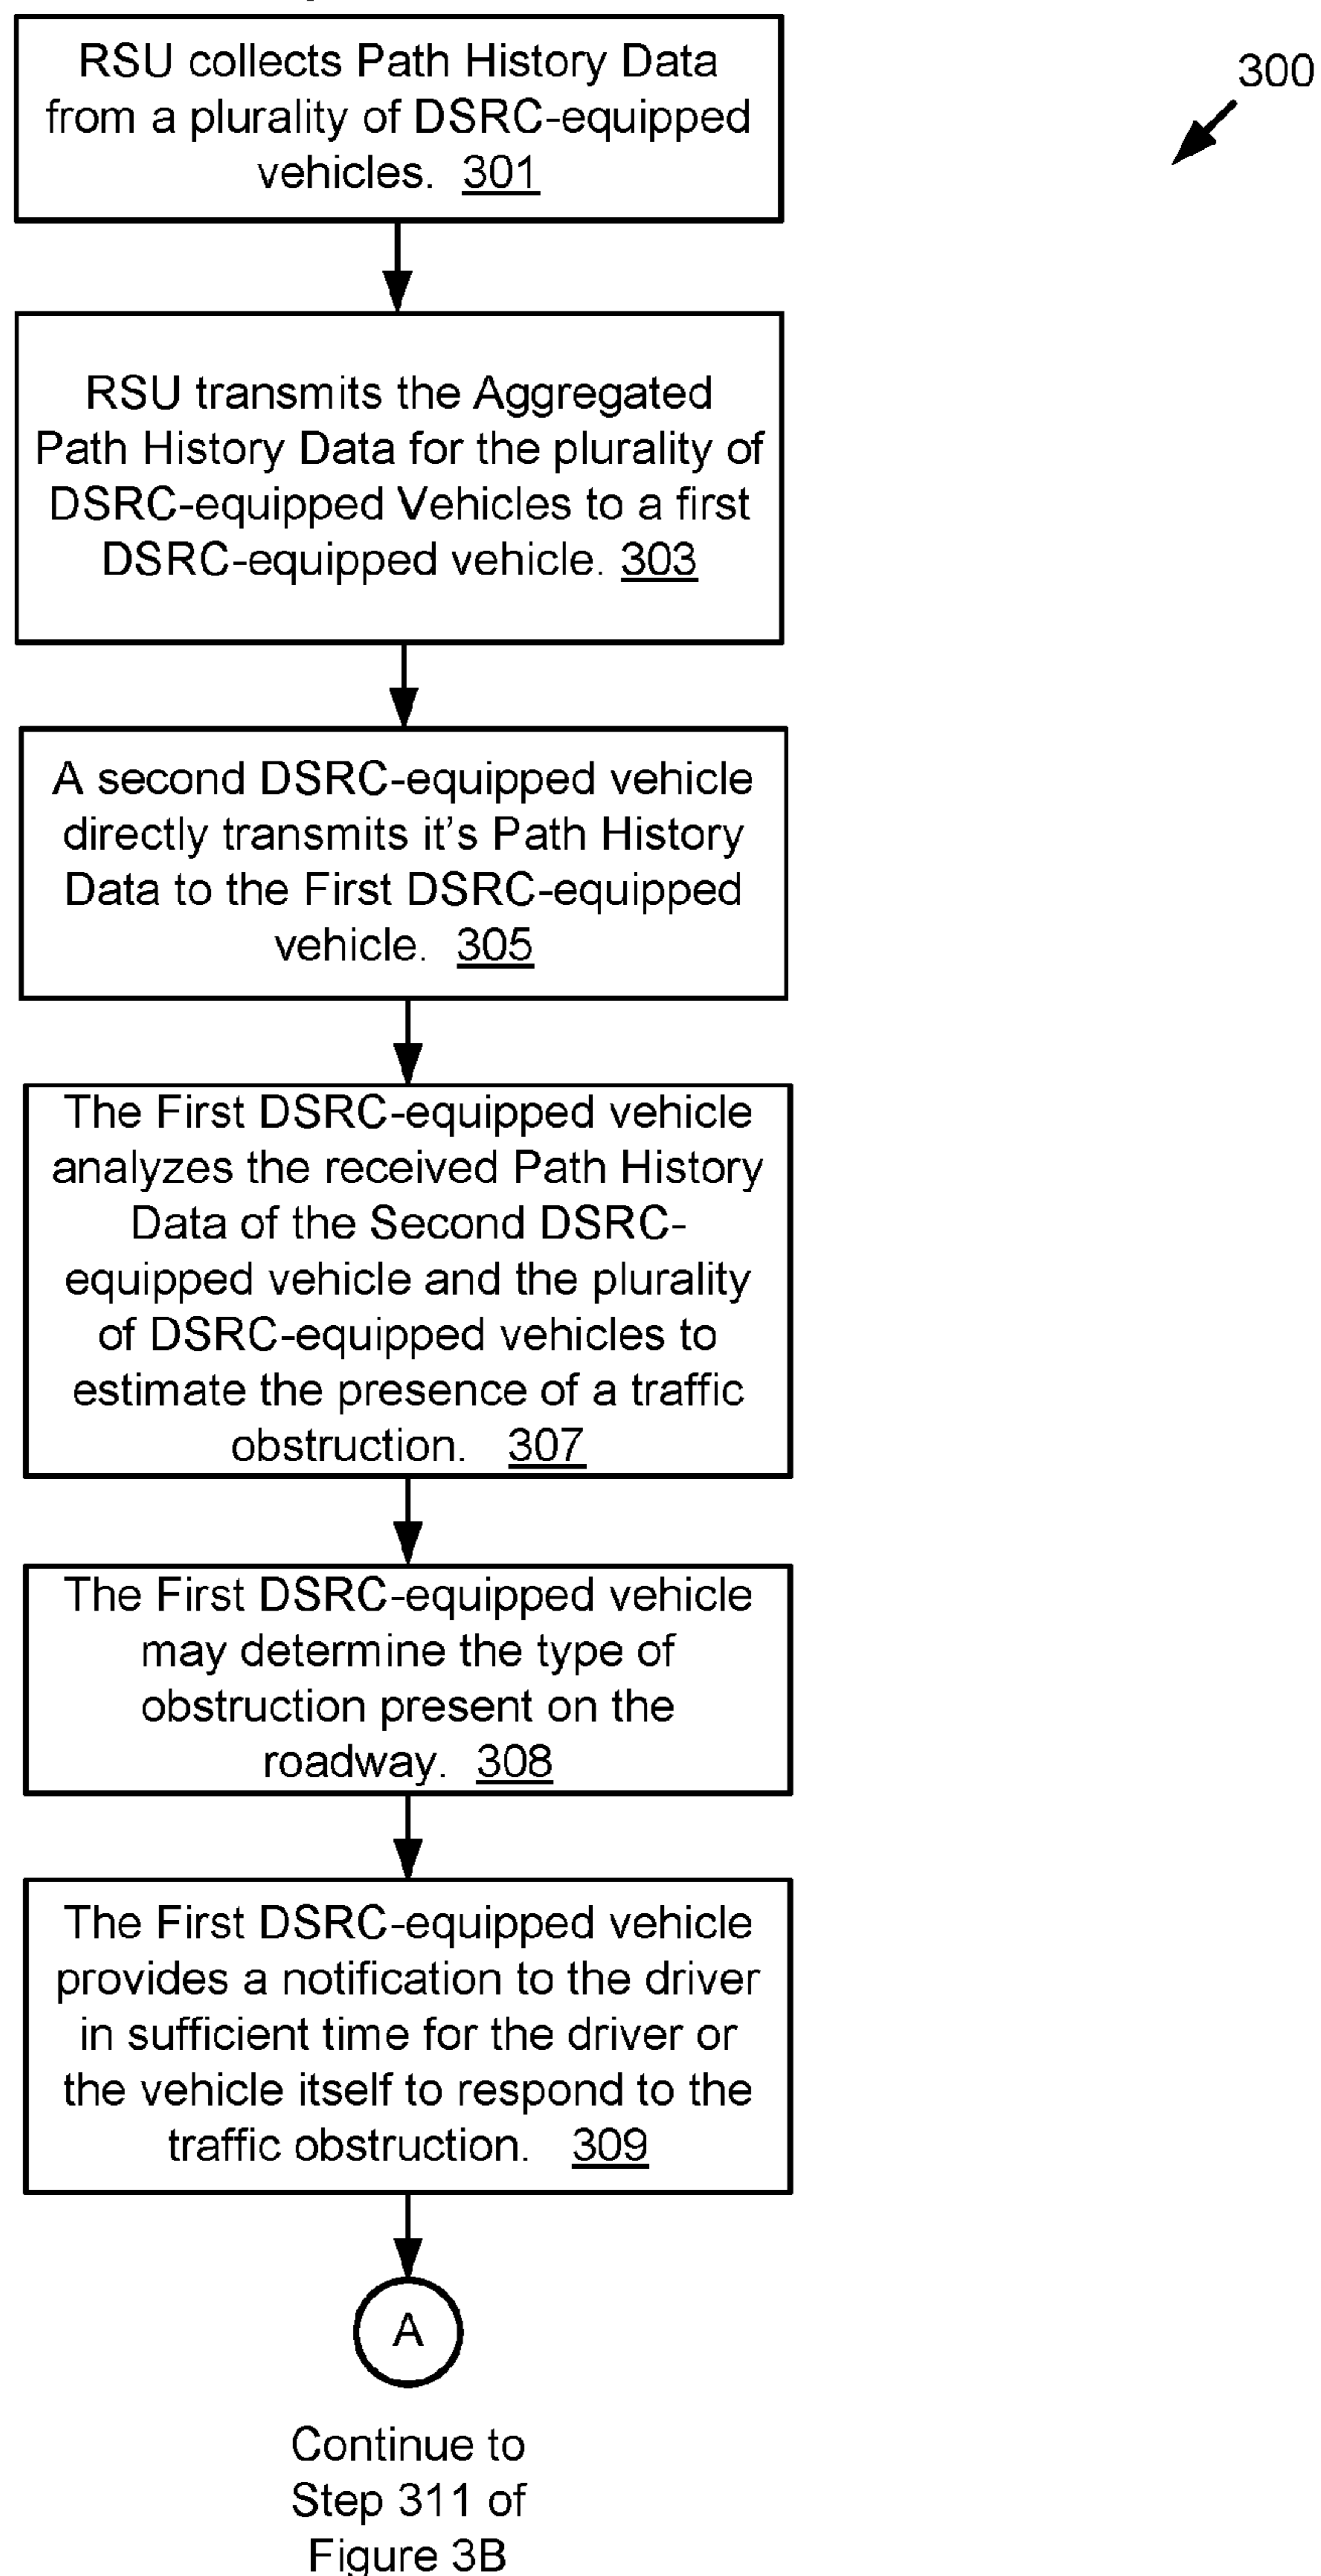 RSU collects Path History Data
from a plurality of DSRC-equipped
vehicles. 301
300
RSU transmits the Aggregated
Path History Data for the plurality of
DSRC-equipped Vehicles to a first
DSRC-equipped vehicle. 303
A second DSRC-equipped vehicle
directly transmits it's Path History
Data to the First DSRC-equipped
vehicle. 305
The First DSRC-equipped vehicle
analyzes the received Path History
Data of the Second DSRC-
equipped vehicle and the plurality
of DSRC-equipped vehicles to
estimate the presence of a traffic
obstruction. 307
The First DSRC-equipped vehicle
may determine the type of
obstruction present on the
roadway. 308
The First DSRC-equipped vehicle
provides a notification to the driver
in sufficient time for the driver or
the vehicle itself to respond to the
traffic obstruction. 309
A
Continue to
Step 311 of
Figure 3B